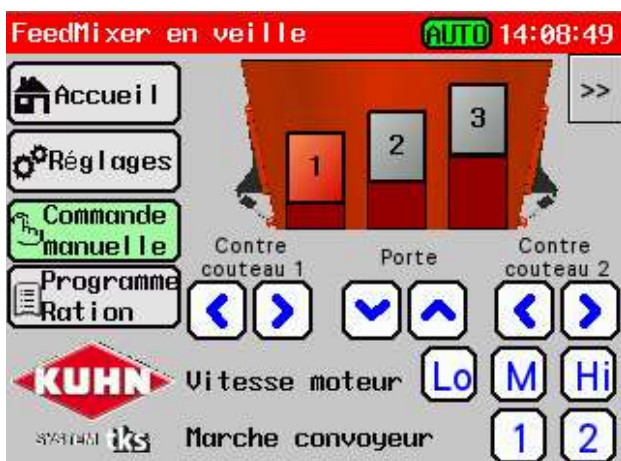 FeedMixer en veille AUTO 14:08:49
Accueil
>>
1 2 3
Réglages
Commande
manuelle
Contre
couteau 1
Porte
Contre
couteau 2
Programme
Ration
KUHN
Vitesse moteur Lo M Hi
SYSTEM tks
Marche convoyeur 1 2